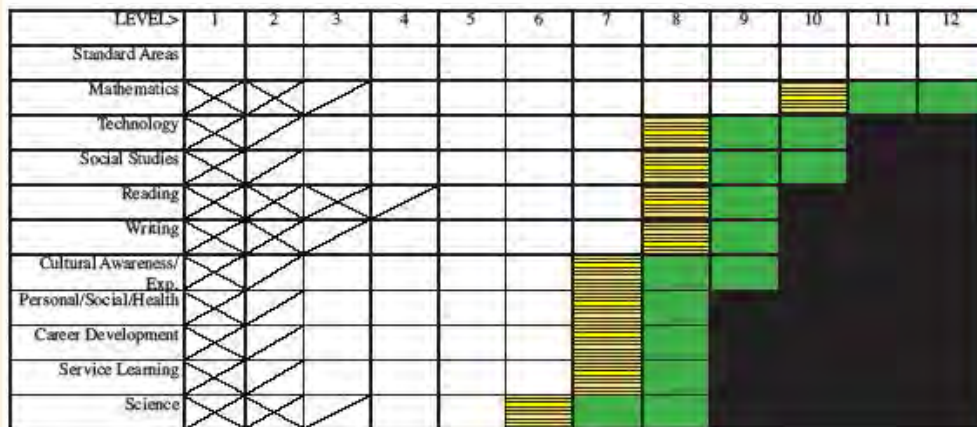 LEVEL> 1 2 3 4 5 6 7 8 9 10 11 12
Standard Areas
Mathematics
Technology
Social Studies
Reading
Writing
Cultural Awareness/
Exp.
Personal/Social/Health
Career Development
Service Learning
Science